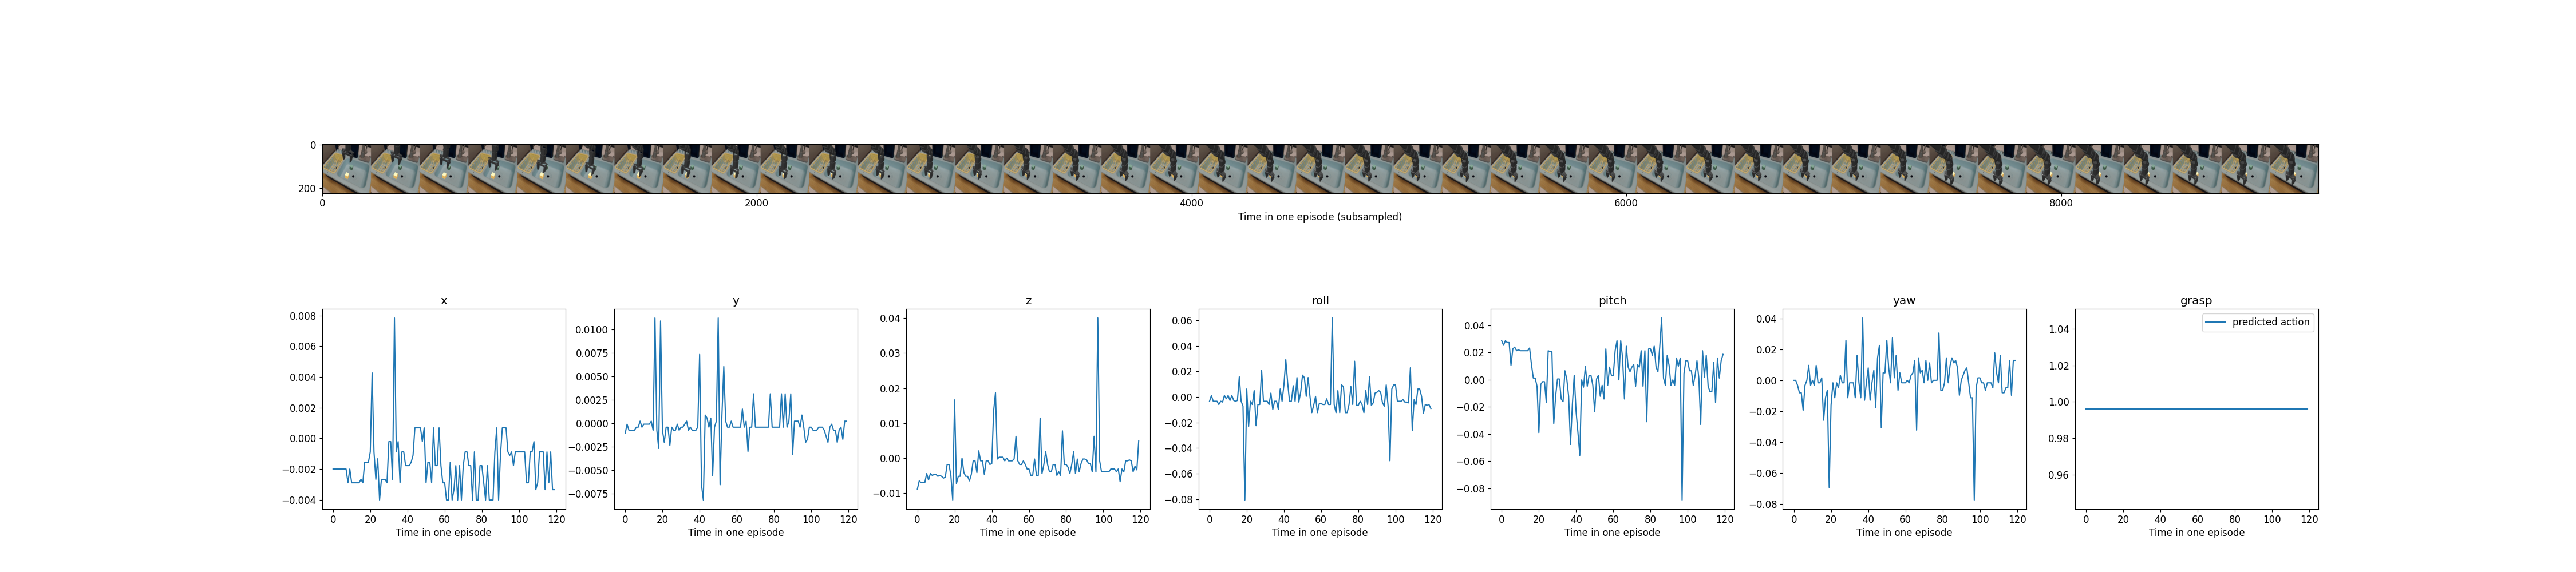 0
200
0 2000 4000 6000 8000
Time in one episode (subsampled)
x
0.008
0.006
0.004
0.002
0.000
−0.002
−0.004
0 20 40 60 80 100 120
Time in one episode
y
0.0100
0.0075
0.0050
0.0025
0.0000
−0.0025
−0.0050
−0.0075
0 20 40 60 80 100 120
Time in one episode
z
0.04
0.03
0.02
0.01
0.00
−0.01
0 20 40 60 80 100 120
Time in one episode
roll
0.06
0.04
0.02
0.00
−0.02
−0.04
−0.06
−0.08
0 20 40 60 80 100 120
Time in one episode
pitch
0.04
0.02
0.00
−0.02
−0.04
−0.06
−0.08
0 20 40 60 80 100 120
Time in one episode
yaw
0.04
0.02
0.00
−0.02
−0.04
−0.06
−0.08
0 20 40 60 80 100 120
Time in one episode
grasp
predicted action
1.04
1.02
1.00
0.98
0.96
0 20 40 60 80 100 120
Time in one episode